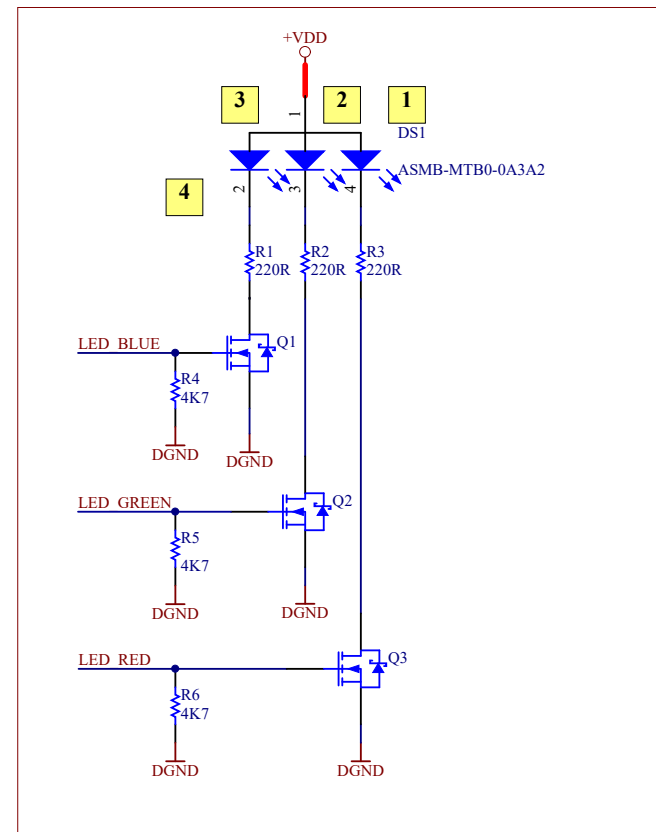 +VDD
3
2
1
1
DS1
ASMB-MTB0-0A3A2
2
3
4
4
R1
220R
R2
220R
R3
220R
LED_BLUE
Q1
R4
4K7
DGND
DGND
LED_GREEN
Q2
R5
4K7
DGND
DGND
LED_RED
Q3
R6
4K7
DGND
DGND